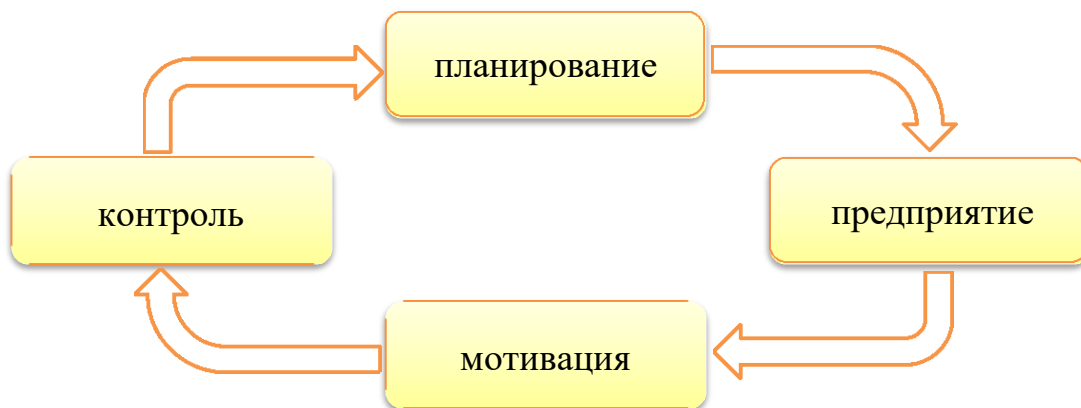 планирование
контроль
предприятие
мотивация